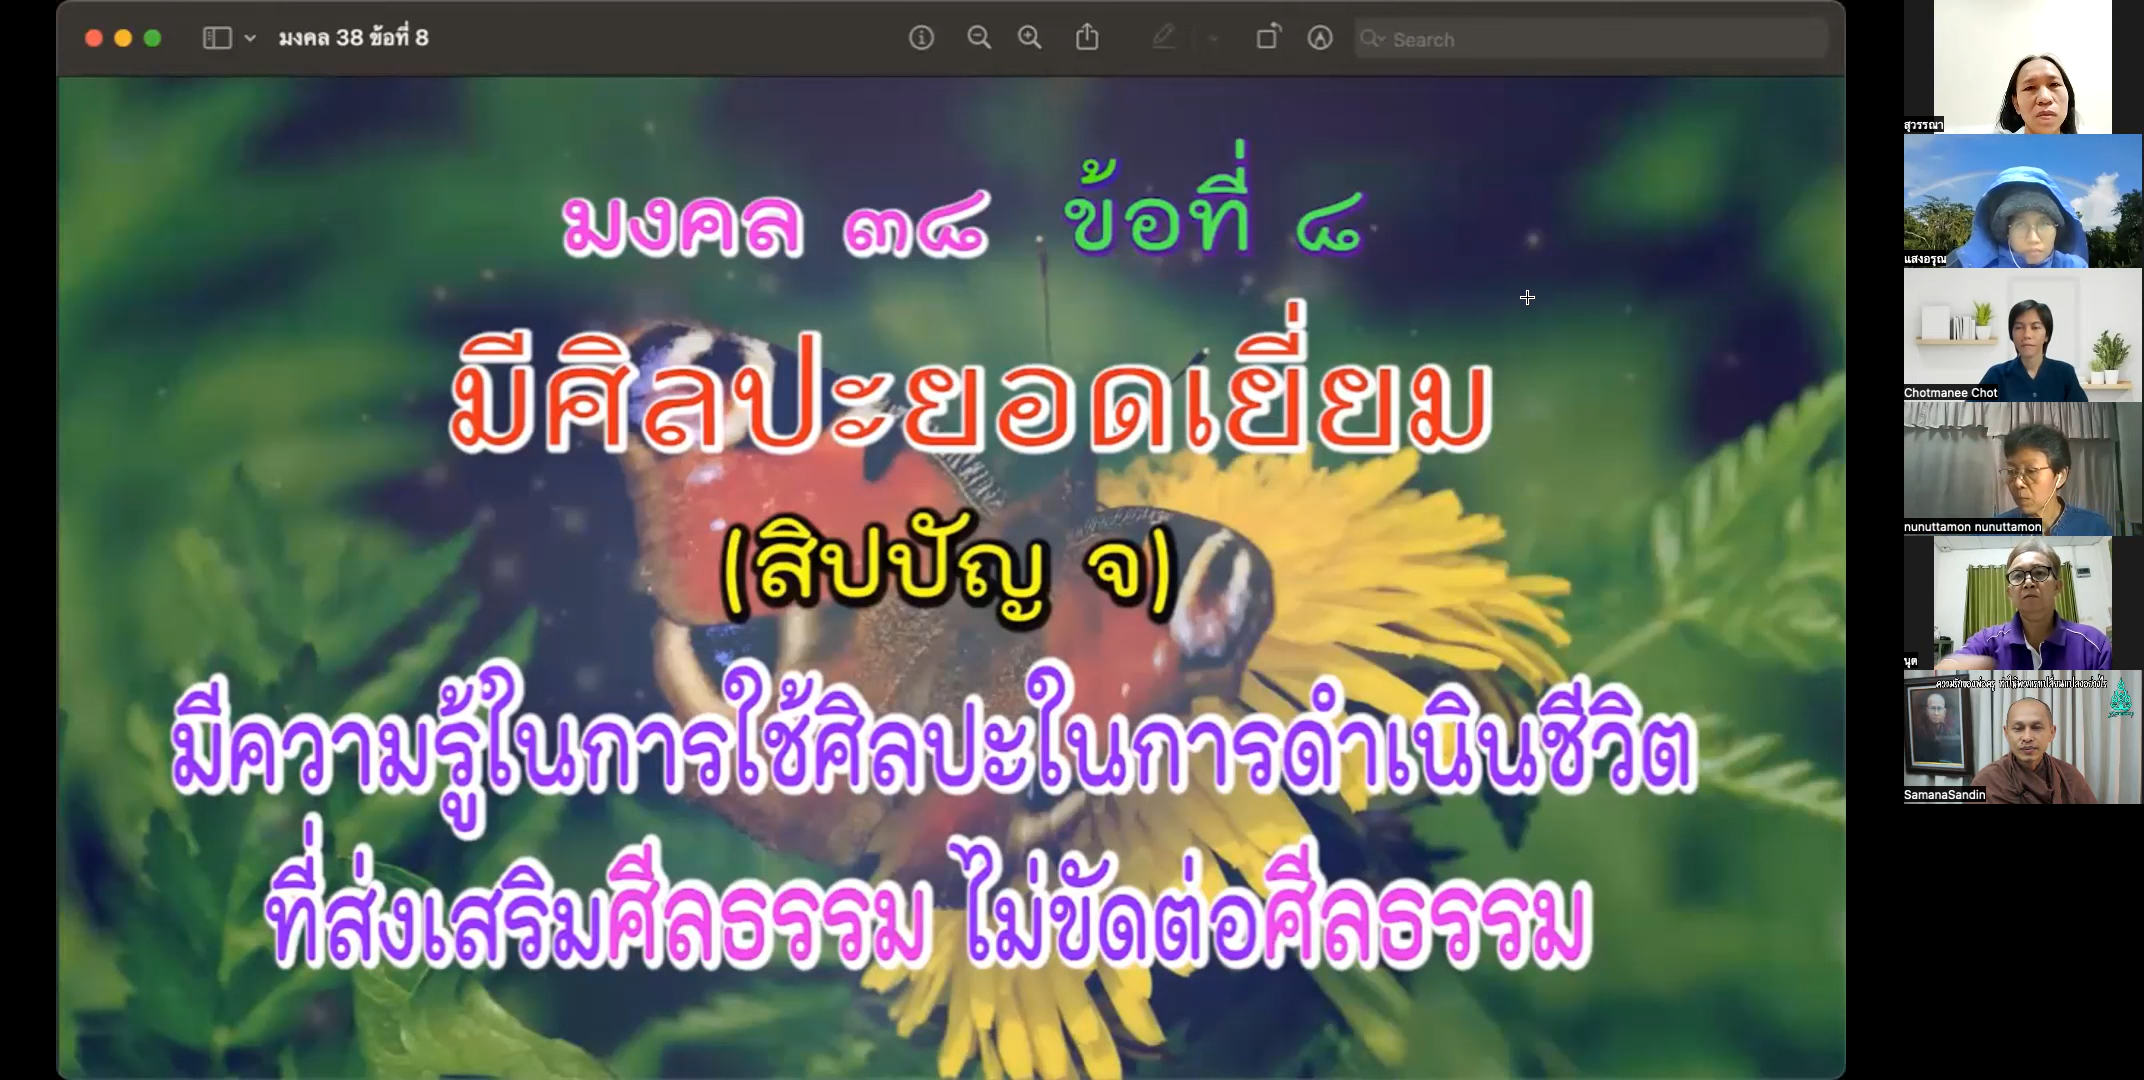 มงคล 38 ข้อที่ 8
Search
มงคล ๓๘ ข้อที่ ๘
มีศิลปะยอดเยี่ยม
(สิปปัญ จ)
มีความรู้ในการใช้ศิลปะในการดำเนินชีวิต
ที่ส่งเสริมศีลธรรม ไม่ขัดต่อศีลธรรม
สุวรรณา
แสงอรุณ
Chotmanee Chot
nunuttamon nunuttamon
นุต
SamanaSandin